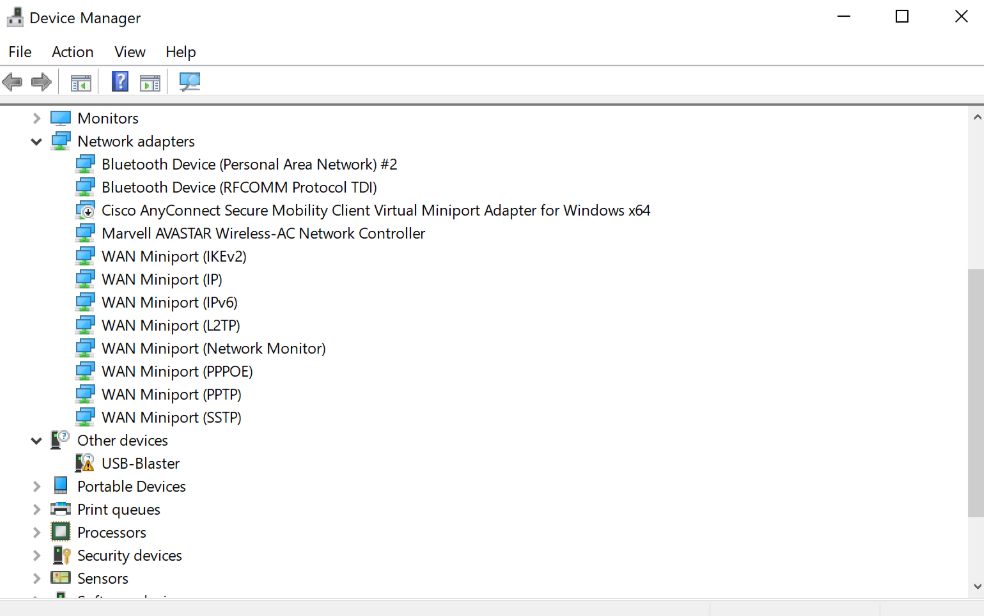 Device Manager
File Action View Help
Monitors
Network adapters
Bluetooth Device (Personal Area Network) #2
Bluetooth Device (RFCOMM Protocol TDI)
Cisco AnyConnect Secure Mobility Client Virtual Miniport Adapter for Windows x64
Marvell AVASTAR Wireless-AC Network Controller
WAN Miniport (IKEv2)
WAN Miniport (IP)
WAN Miniport (IPv6)
WAN Miniport (L2TP)
WAN Miniport (Network Monitor)
WAN Miniport (PPPOE)
WAN Miniport (PPTP)
WAN Miniport (SSTP)
Other devices
USB-Blaster
Portable Devices
Print queues
Processors
Security devices
Sensors